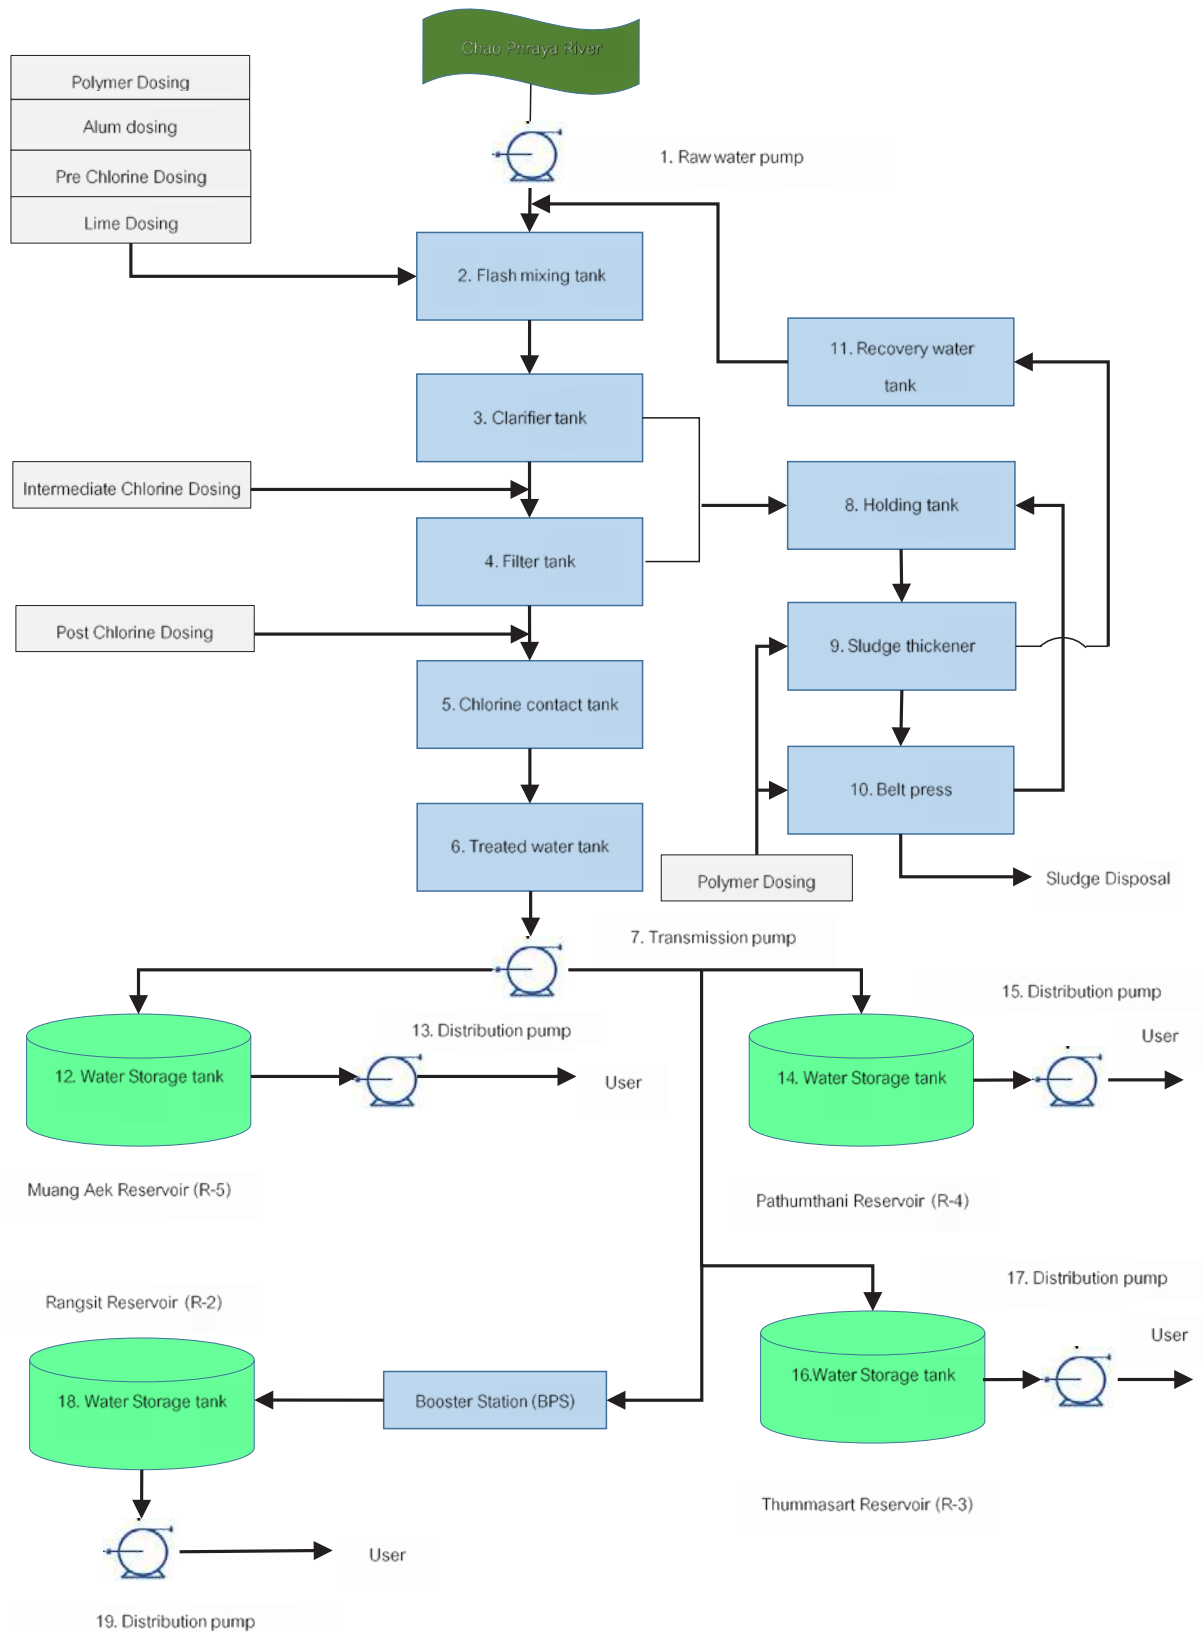 Chao Phraya River
Polymer Dosing
Alum dosing
Pre Chlorine Dosing
Lime Dosing
1. Raw water pump
2. Flash mixing tank
11. Recovery water
tank
3. Clarifier tank
Intermediate Chlorine Dosing
8. Holding tank
4. Filter tank
Post Chlorine Dosing
9. Sludge thickener
5. Chlorine contact tank
10. Belt press
6. Treated water tank
Polymer Dosing
Sludge Disposal
7. Transmission pump
15. Distribution pump
13. Distribution pump
User
12. Water Storage tank
User
14. Water Storage tank
Muang Aek Reservoir (R-5)
Pathumthani Reservoir (R-4)
17. Distribution pump
Rangsit Reservoir (R-2)
User
16.Water Storage tank
18. Water Storage tank
Booster Station (BPS)
Thummasart Reservoir (R-3)
User
19. Distribution pump